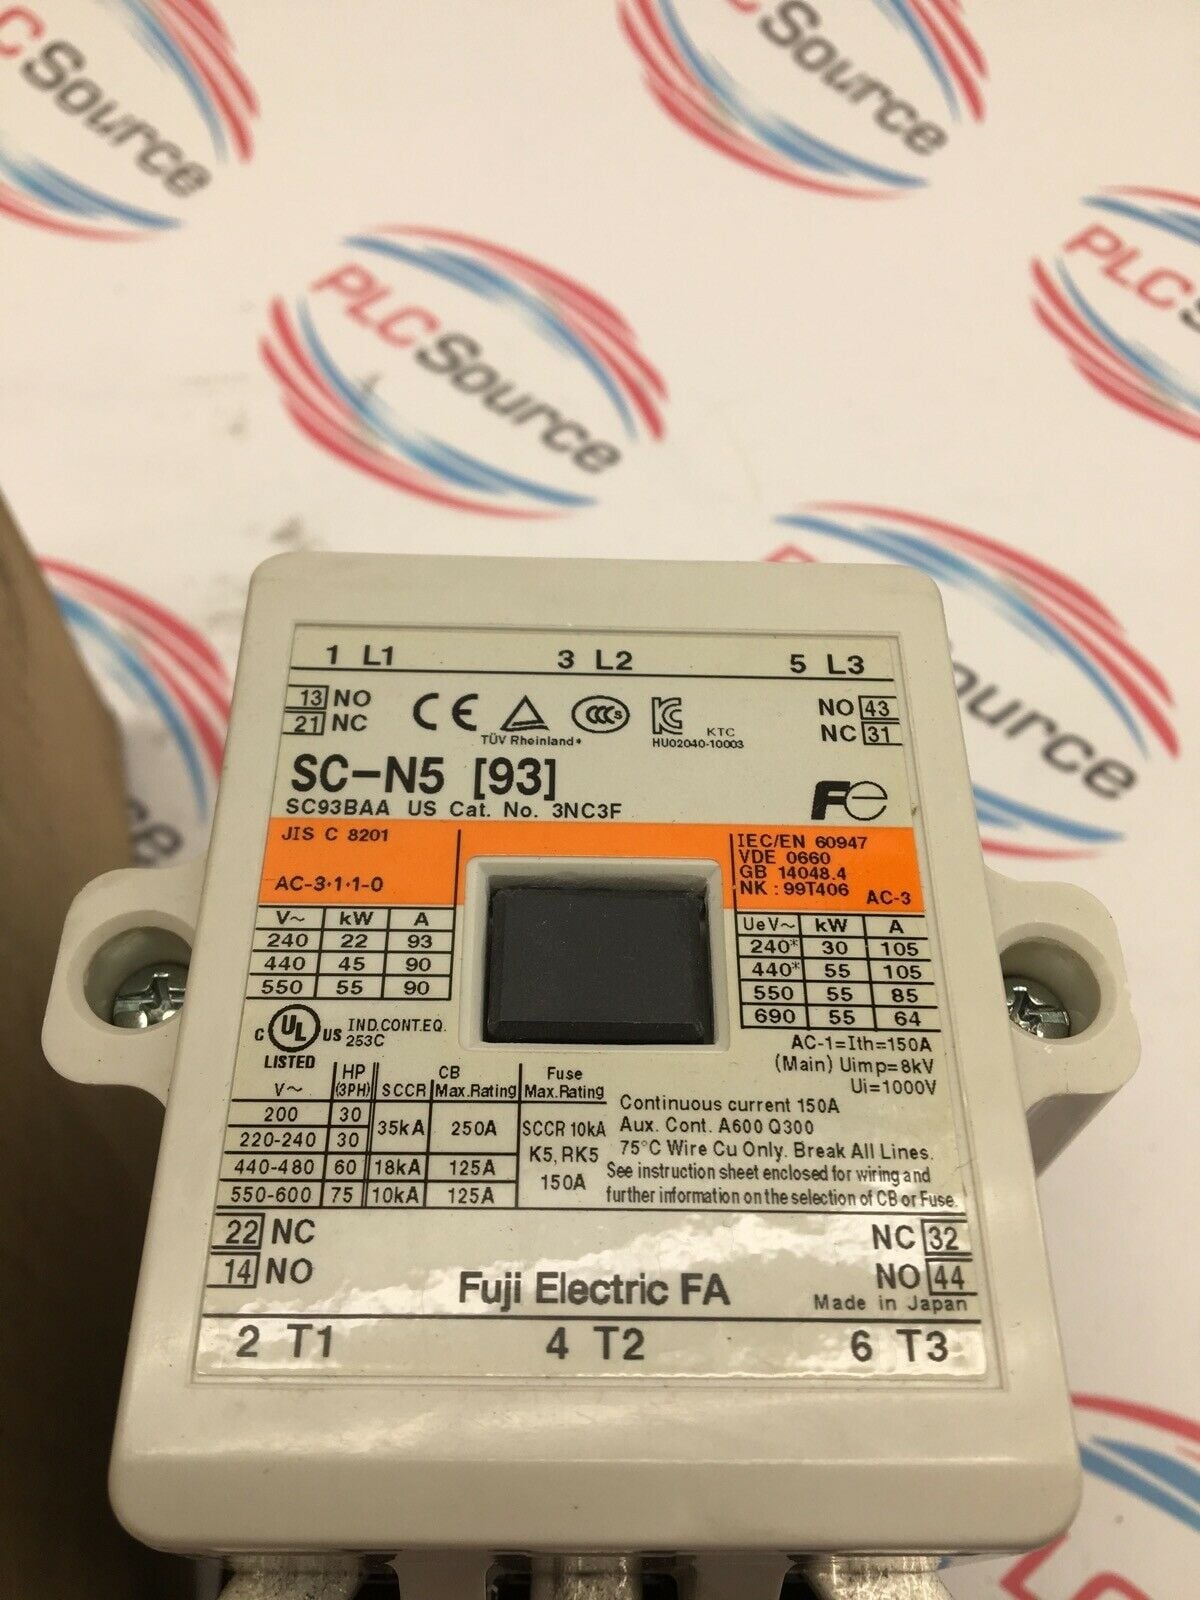 PLC Source
PLC Source
PLC Source
PLC Source
1 L1 3 L2 5 L3
13 NO
21 NC
CE
TÜV Rheinland
CCC S
KTC
HU02040-10003
NO 43
NC 31
SC-N5 [93]
SC93BAA US Cat. No. 3NC3F
Fe
JIS C 8201
AC-3·1·1-0
V~ kW A
240 22 93
440 45 90
550 55 90
IEC/EN 60947
VDE 0660
GB 14048.4
NK : 99T406 AC-3
Ue V~ kW A
240* 30 105
440* 55 105
550 55 85
690 55 64
AC-1=Ith=150A
(Main) Uimp=8kV
Ui=1000V
C UL US IND.CONT.EQ.
253C
LISTED
V~ HP (3PH) SCCR CB Max.Rating Fuse Max.Rating
200 30 35kA 250A SCCR 10kA
220-240 30
440-480 60 18kA 125A K5, RK5
550-600 75 10kA 125A 150A
Continuous current 150A
Aux. Cont. A600 Q300
75°C Wire Cu Only. Break All Lines.
See instruction sheet enclosed for wiring and
further information on the selection of CB or Fuse.
22 NC
14 NO
NC 32
NO 44
Fuji Electric FA
Made in Japan
2 T1 4 T2 6 T3